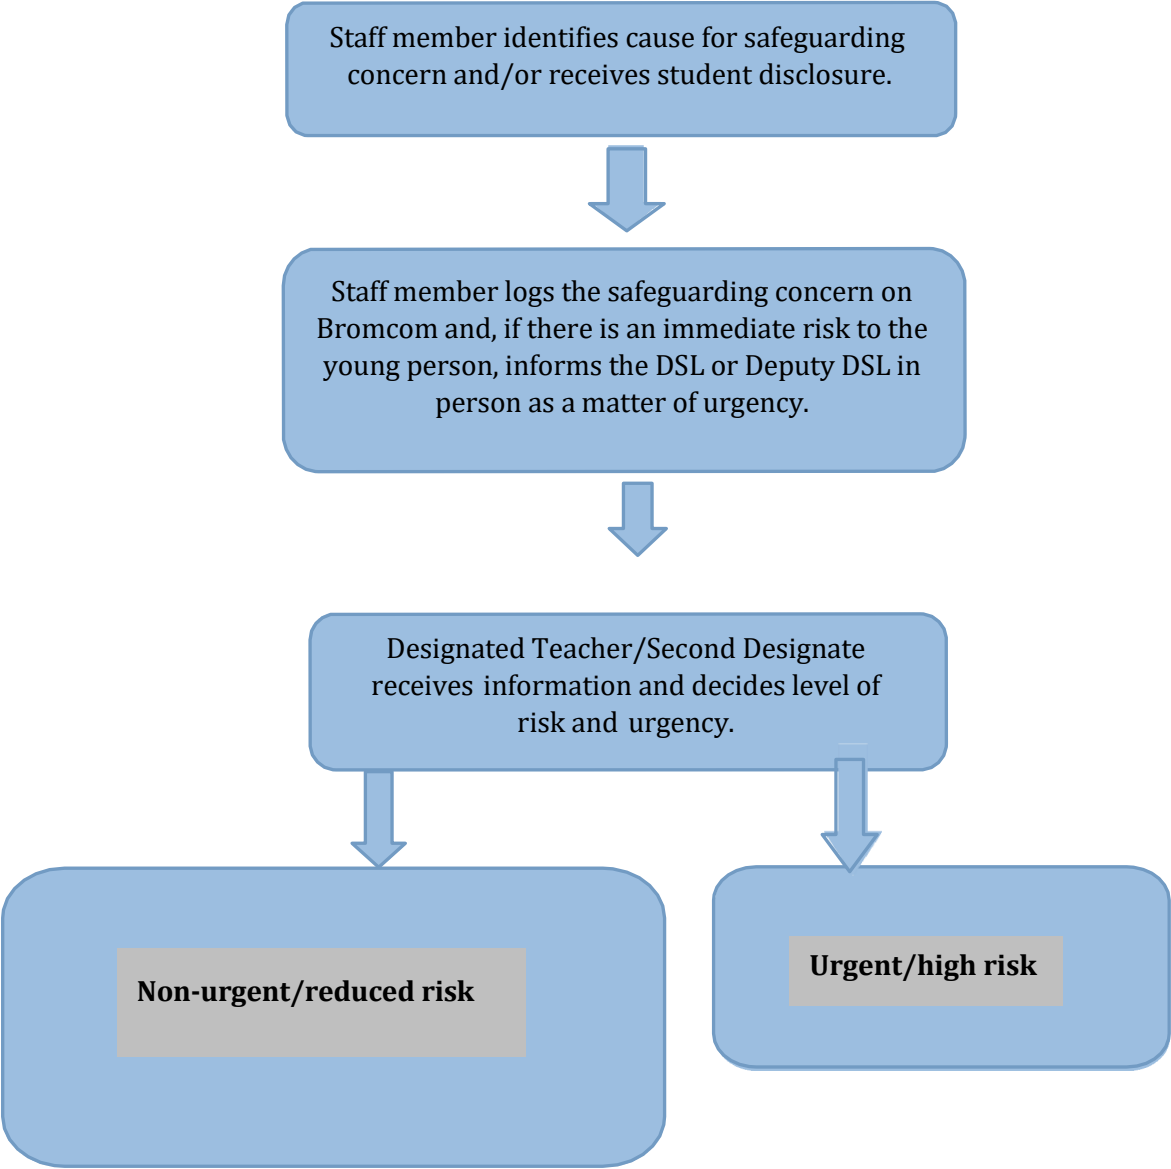 Staff member identifies cause for safeguarding
concern and/or receives student disclosure.
Staff member logs the safeguarding concern on
Bromcom and, if there is an immediate risk to the
young person, informs the DSL or Deputy DSL in
person as a matter of urgency.
Designated Teacher/Second Designate
receives information and decides level of
risk and urgency.
Non-urgent/reduced risk
Urgent/high risk